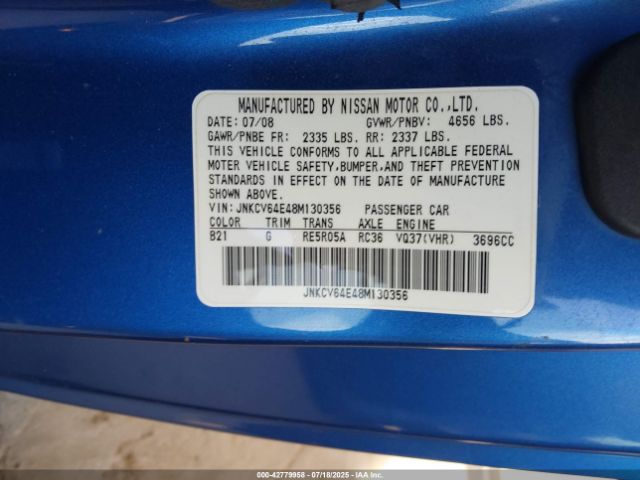 MANUFACTURED BY NISSAN MOTOR CO.,LTD.
DATE: 07/08 GVWR/PNBV: 4656 LBS.
GAWR/PNBE FR: 2335 LBS. RR: 2337 LBS.
THIS VEHICLE CONFORMS TO ALL APPLICABLE FEDERAL
MOTOR VEHICLE SAFETY,BUMPER,AND THEFT PREVENTION
STANDARDS IN EFFECT ON THE DATE OF MANUFACTURE
SHOWN ABOVE.
VIN: JNKCV64E48M130356 PASSENGER CAR
COLOR TRIM TRANS AXLE ENGINE
B21 G RE5R05A RC36 VQ37(VHR) 3696CC
JNKCV64E48M130356
000-42779958 - 07/18/2025 - IAAI.COM